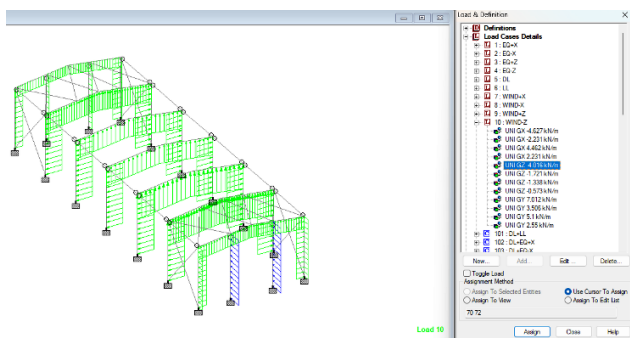 Load & Definition
Definitions
Load Cases Details
1 : EQ+X
2 : EQ-X
3 : EQ+Z
4 : EQ-Z
5 : DL
6 : LL
7 : WIND+X
8 : WIND-X
9 : WIND+Z
10 : WIND-Z
UNI GX -4.627 kN/m
UNI GX -2.231 kN/m
UNI GX 4.462 kN/m
UNI GX 2.231 kN/m
UNI GZ -4.016 kN/m
UNI GZ -1.721 kN/m
UNI GZ -1.338 kN/m
UNI GZ -0.573 kN/m
UNI GY 7.012 kN/m
UNI GY 3.506 kN/m
UNI GY 5.1 kN/m
UNI GY 2.55 kN/m
101 : DL+LL
102 : DL+EQ+X
103 : DL+EQ-X
New... Add... Edit ... Delete...
Toggle Load
Assignment Method
Assign To Selected Entities Use Cursor To Assign
Assign To View Assign To Edit List
70 72
Assign Close Help
Load 10